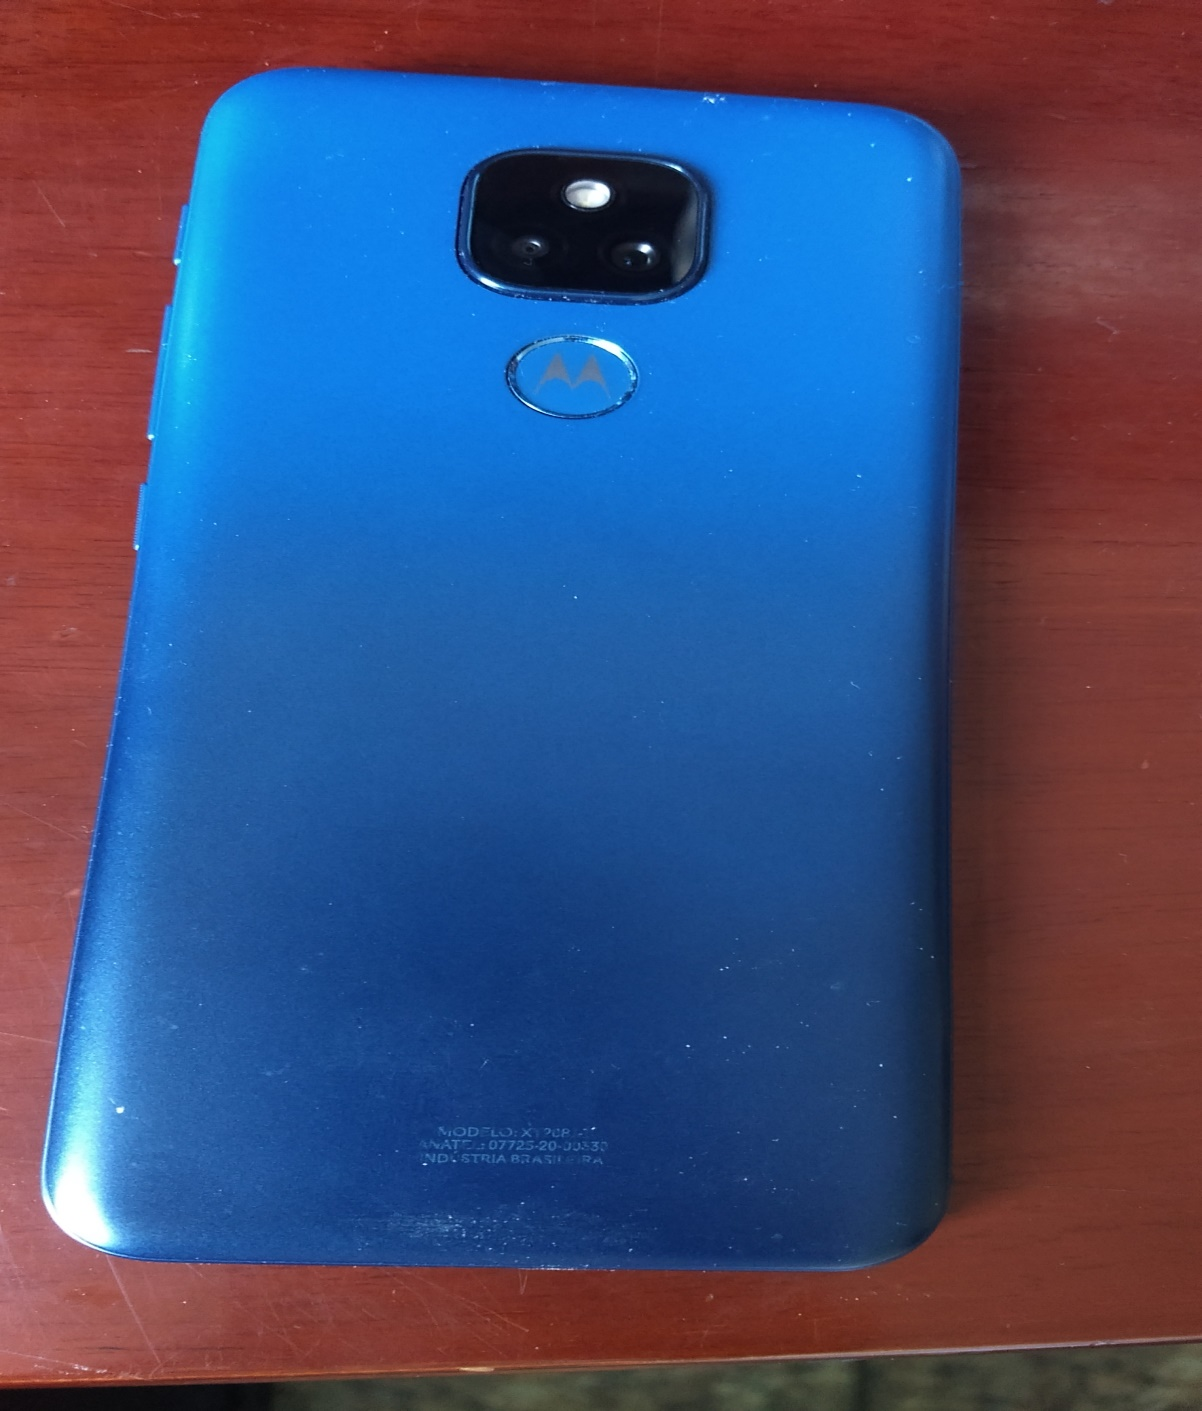 MODELO:
ANATEL: 07725-20-00330
INDÚSTRIA BRASILEIRA